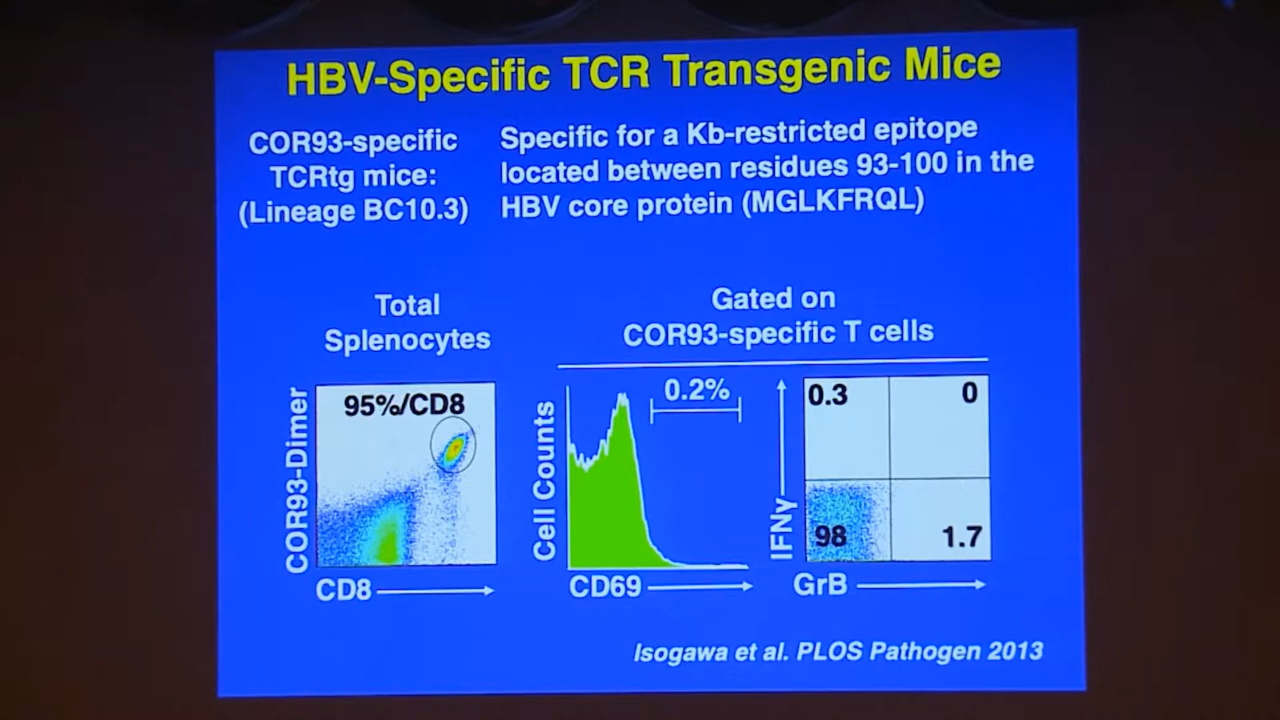 HBV-Specific TCR Transgenic Mice
COR93-specific
TCRtg mice:
(Lineage BC10.3)
Specific for a Kb-restricted epitope
located between residues 93-100 in the
HBV core protein (MGLKFRQL)
Total
Splenocytes
Gated on
COR93-specific T cells
COR93-Dimer
95%/CD8
CD8
Cell Counts
0.2%
CD69
IFNγ
0.3
0
98
1.7
GrB
Isogawa et al. PLOS Pathogen 2013